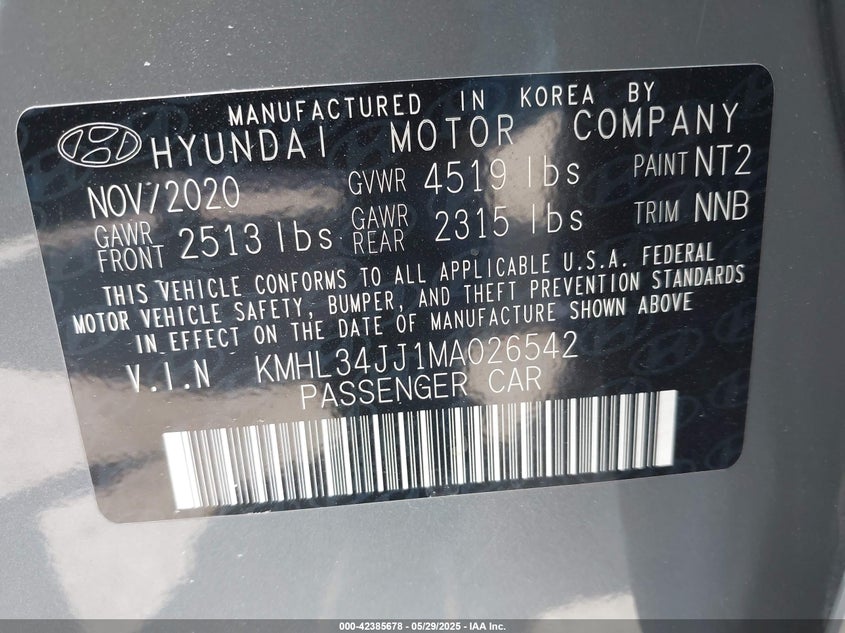 MANUFACTURED IN KOREA BY
HYUNDAI MOTOR COMPANY
NOV/2020 GVWR 4519 lbs PAINT NT2
GAWR FRONT 2513 lbs GAWR REAR 2315 lbs TRIM NNB
THIS VEHICLE CONFORMS TO ALL APPLICABLE U.S.A. FEDERAL
MOTOR VEHICLE SAFETY, BUMPER, AND THEFT PREVENTION STANDARDS
IN EFFECT ON THE DATE OF MANUFACTURE SHOWN ABOVE
V.I.N KMHL34JJ1MA026542
PASSENGER CAR
000-42385678 - 05/29/2025 - IAA Inc.